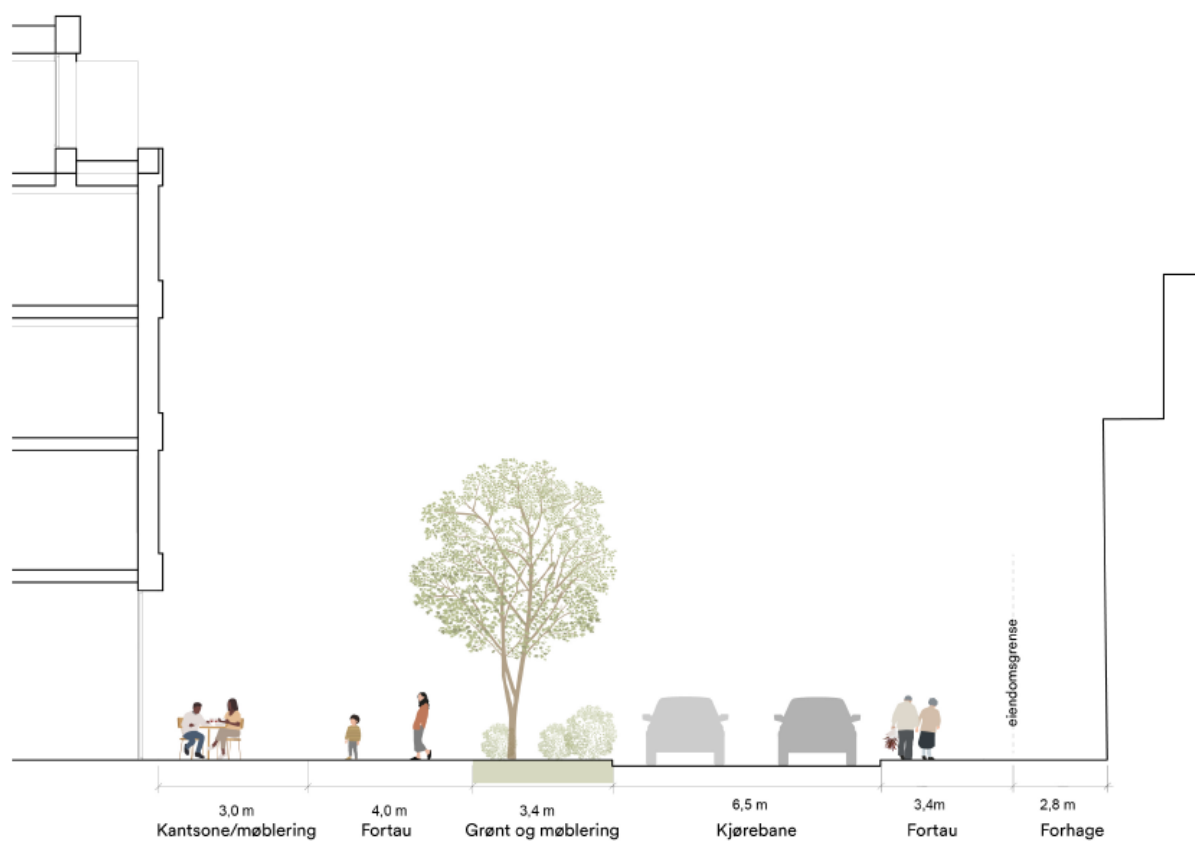 eiendomsgrense
3,0 m
Kantsone/møblering
4,0 m
Fortau
3,4 m
Grønt og møblering
6,5 m
Kjørebane
3,4m
Fortau
2,8 m
Forhage